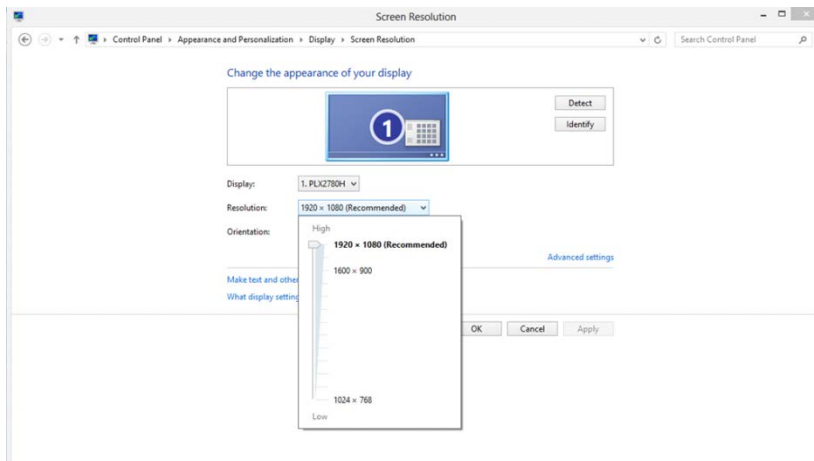 Screen Resolution
Control Panel Appearance and Personalization Display Screen Resolution
Search Control Panel
Change the appearance of your display
1
Detect
Identify
Display: 1. PLX2780H
Resolution: 1920 × 1080 (Recommended)
Orientation:
High
1920 × 1080 (Recommended)
1600 × 900
1024 × 768
Low
Advanced settings
Make text and other
What display setting
OK Cancel Apply